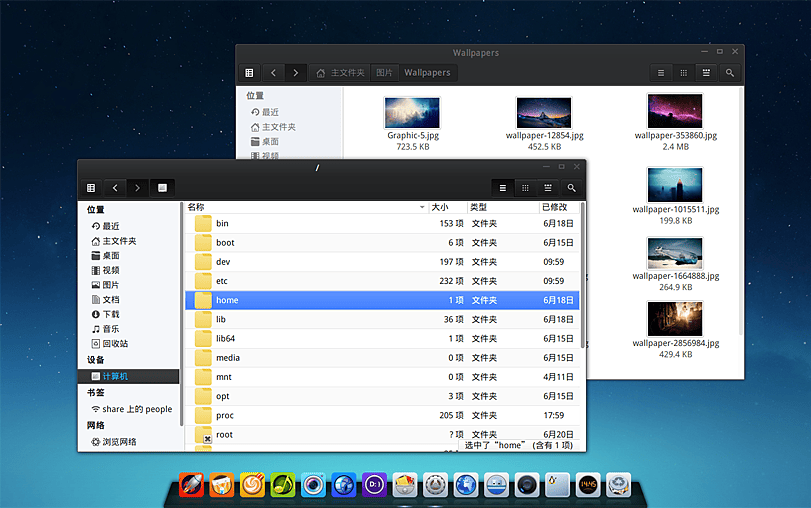 Wallpapers
主文件夹 图片 Wallpapers
位置
最近
主文件夹
桌面
视频
Graphic-5.jpg
723.5 KB
wallpaper-12854.jpg
452.5 KB
wallpaper-353860.jpg
2.4 MB
wallpaper-1015511.jpg
199.8 KB
wallpaper-1664888.jpg
264.9 KB
wallpaper-2856984.jpg
429.4 KB
/
位置
最近
主文件夹
桌面
视频
图片
文档
下载
音乐
回收站
设备
计算机
书签
share 上的 people
网络
浏览网络
名称 大小 类型 已修改
bin 153 项 文件夹 6月18日
boot 6 项 文件夹 6月15日
dev 197 项 文件夹 09:59
etc 232 项 文件夹 09:59
home 1 项 文件夹 6月18日
lib 36 项 文件夹 6月18日
lib64 1 项 文件夹 6月15日
media 0 项 文件夹 6月15日
mnt 0 项 文件夹 4月11日
opt 3 项 文件夹 6月15日
proc 205 项 文件夹 17:59
root ? 项 文件夹 6月20日
选中了“home” (含有 1 项)
D:)
14:45